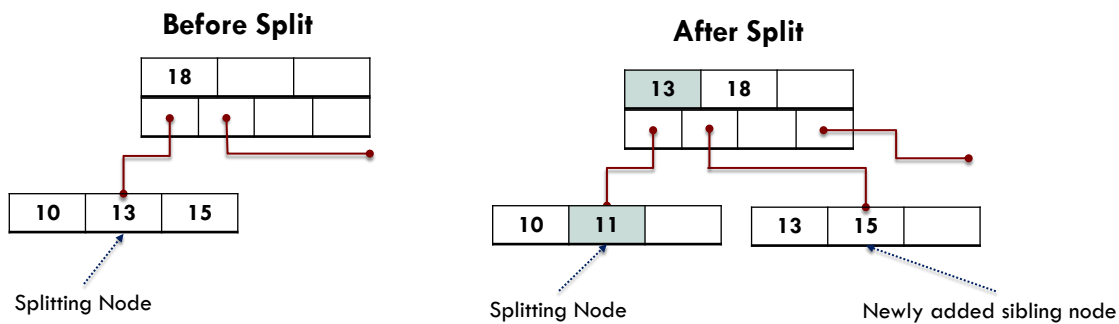 Before Split
18
10 13 15
Splitting Node
After Split
13 18
10 11
13 15
Splitting Node
Newly added sibling node